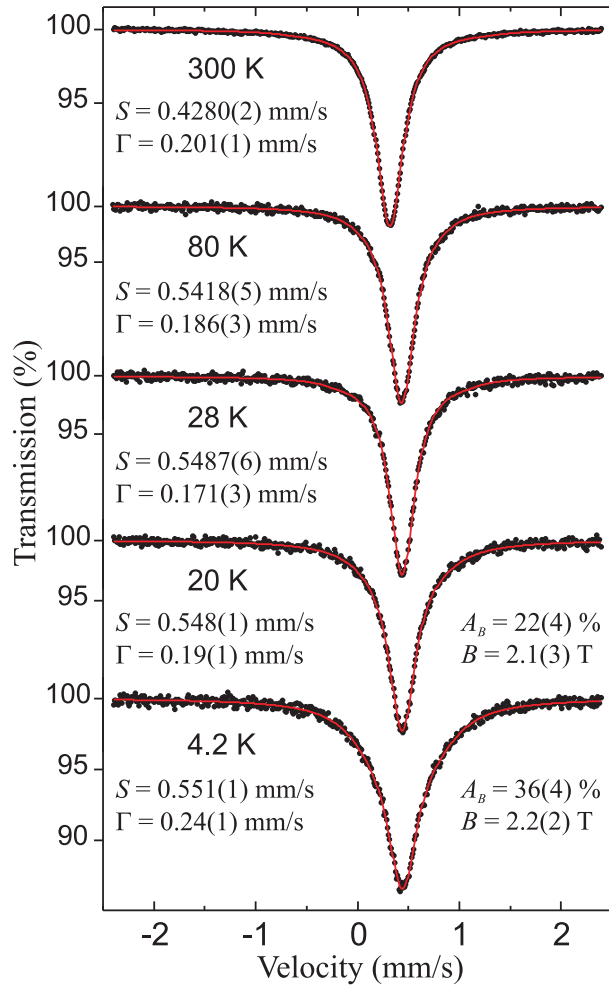 100
95
300 K
S = 0.4280(2) mm/s
Γ = 0.201(1) mm/s
100
95
80 K
S = 0.5418(5) mm/s
Γ = 0.186(3) mm/s
100
95
28 K
S = 0.5487(6) mm/s
Γ = 0.171(3) mm/s
100
95
20 K
S = 0.548(1) mm/s
Γ = 0.19(1) mm/s
A_B = 22(4) %
B = 2.1(3) T
100
95
90
4.2 K
S = 0.551(1) mm/s
Γ = 0.24(1) mm/s
A_B = 36(4) %
B = 2.2(2) T
Transmission (%)
-2 -1 0 1 2
Velocity (mm/s)